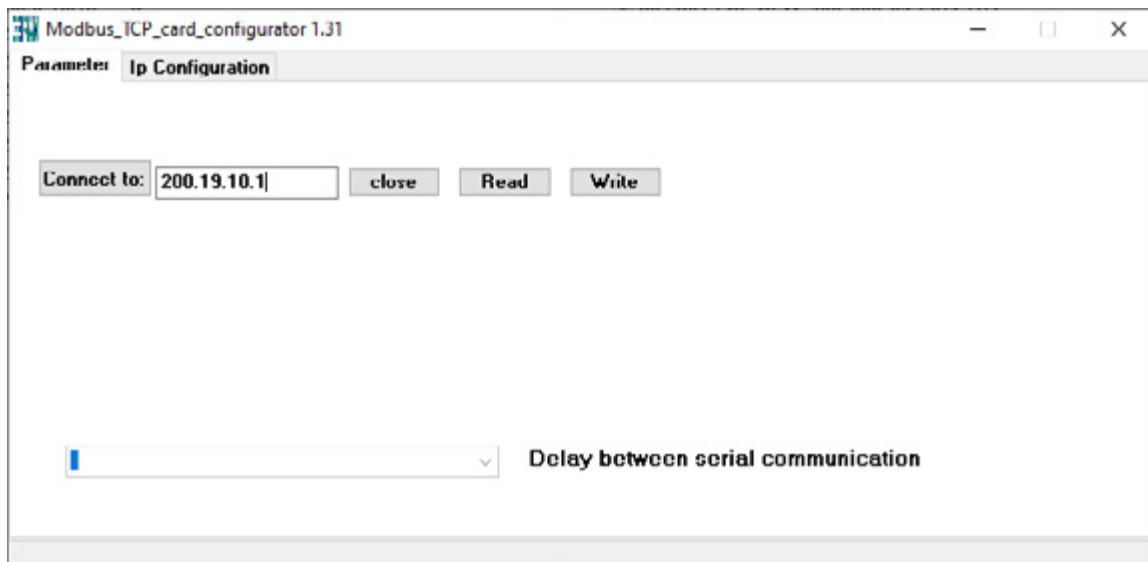 Modbus_TCP_card_configurator 1.31
Parameter Ip Configuration
Connect to: 200.19.10.1 close Read Write
Delay between serial communication